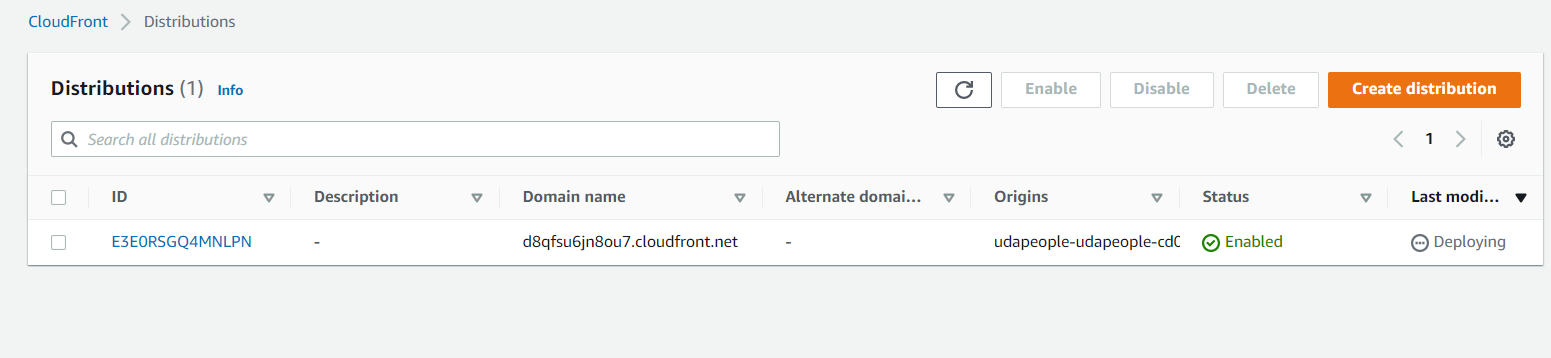 CloudFront > Distributions
Distributions (1) Info
Enable Disable Delete Create distribution
Search all distributions
1
ID Description Domain name Alternate domai... Origins Status Last modi...
E3E0RSGQ4MNLPN - d8qfsu6jn8ou7.cloudfront.net - udapeople-udapeople-cd0 Enabled Deploying